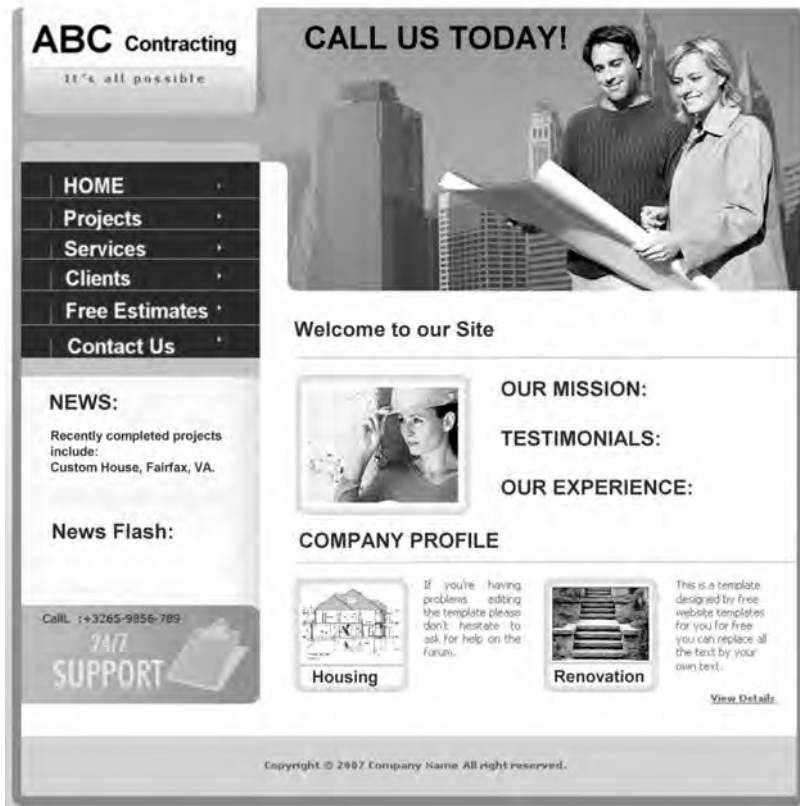 ABC Contracting
It's all possible
CALL US TODAY!
HOME
Projects
Services
Clients
Free Estimates
Contact Us
NEWS:
Recently completed projects
include:
Custom House, Fairfax, VA.
News Flash:
CallL :+3265-9856-789
24/7
SUPPORT
Welcome to our Site
OUR MISSION:
TESTIMONIALS:
OUR EXPERIENCE:
COMPANY PROFILE
Housing
If you're having
problems editing
the template please
don't hesitate to
ask for help on the
forum.
Renovation
This is a template
designed by free
website templates
for you for free
you can replace all
the text by your
own text.
View Details
Copyright © 2007 Company Name All right reserved.